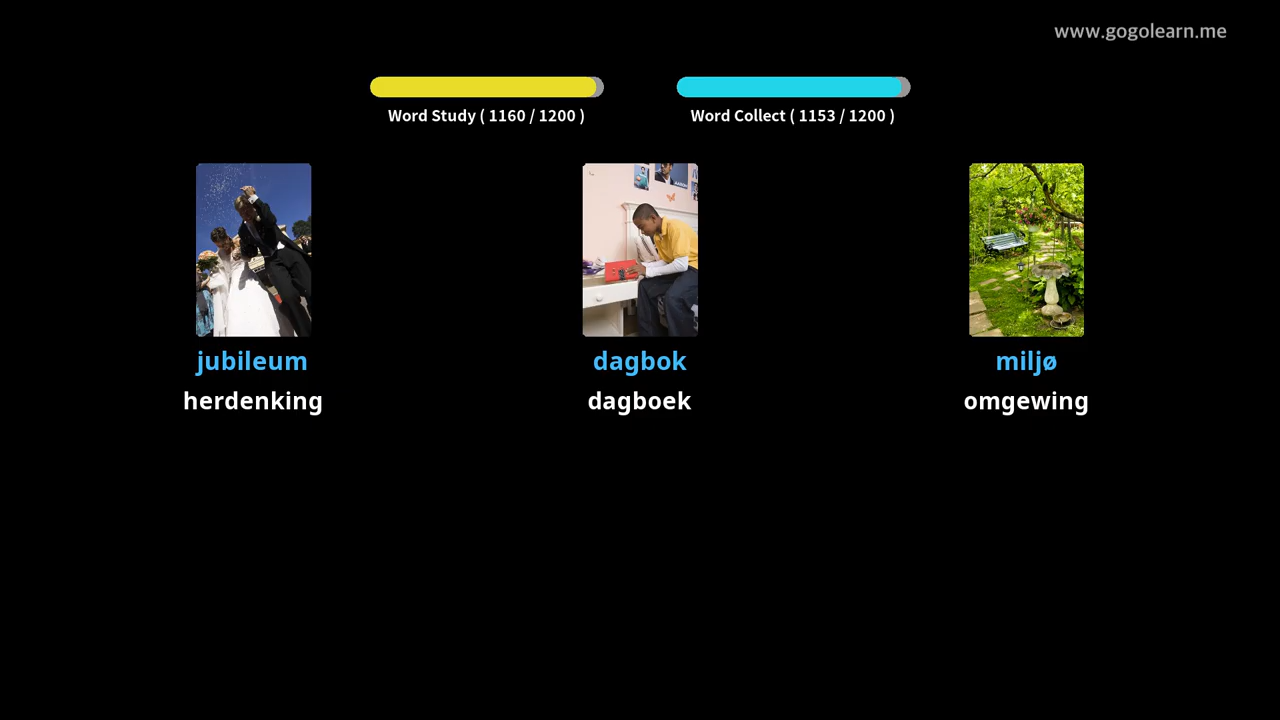 www.gogolearn.me
Word Study ( 1160 / 1200 )
Word Collect ( 1153 / 1200 )
jubileum
dagbok
miljø
herdenking
dagboek
omgewing